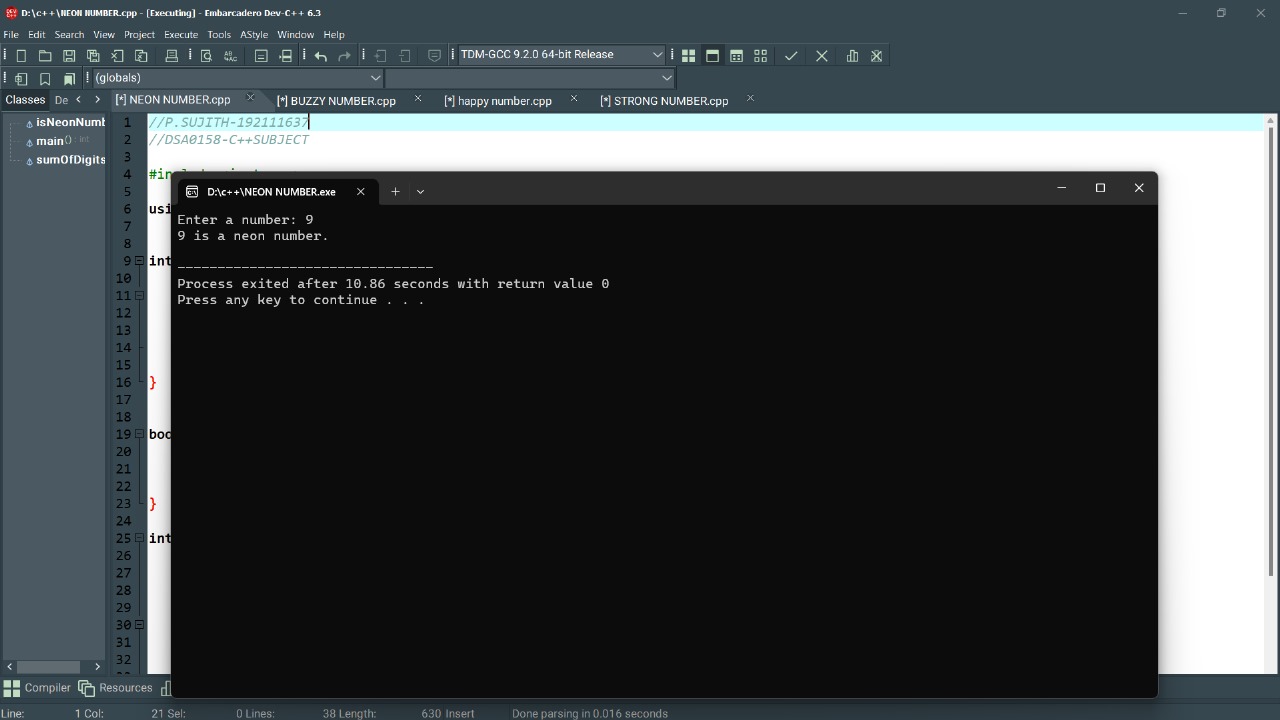 D:\c++\NEON NUMBER.cpp - [Executing] - Embarcadero Dev-C++ 6.3
File Edit Search View Project Execute Tools AStyle Window Help
TDM-GCC 9.2.0 64-bit Release
(globals)
Classes De [*] NEON NUMBER.cpp [*] BUZZY NUMBER.cpp [*] happy number.cpp [*] STRONG NUMBER.cpp
isNeonNumb
main() : int
sumOfDigits
1 //P.SUJITH-192111637
2 //DSA0158-C++SUBJECT
3
4
5
6 usi
7
8
9 int
10
11
12
13
14
15
16 }
17
18
19 boo
20
21
22
23 }
24
25 int
26
27
28
29
30
31
32
D:\c++\NEON NUMBER.exe
Enter a number: 9
9 is a neon number.
--------------------------------
Process exited after 10.86 seconds with return value 0
Press any key to continue . . .
Compiler Resources
Line: 1 Col: 21 Sel: 0 Lines: 38 Length: 630 Insert Done parsing in 0.016 seconds